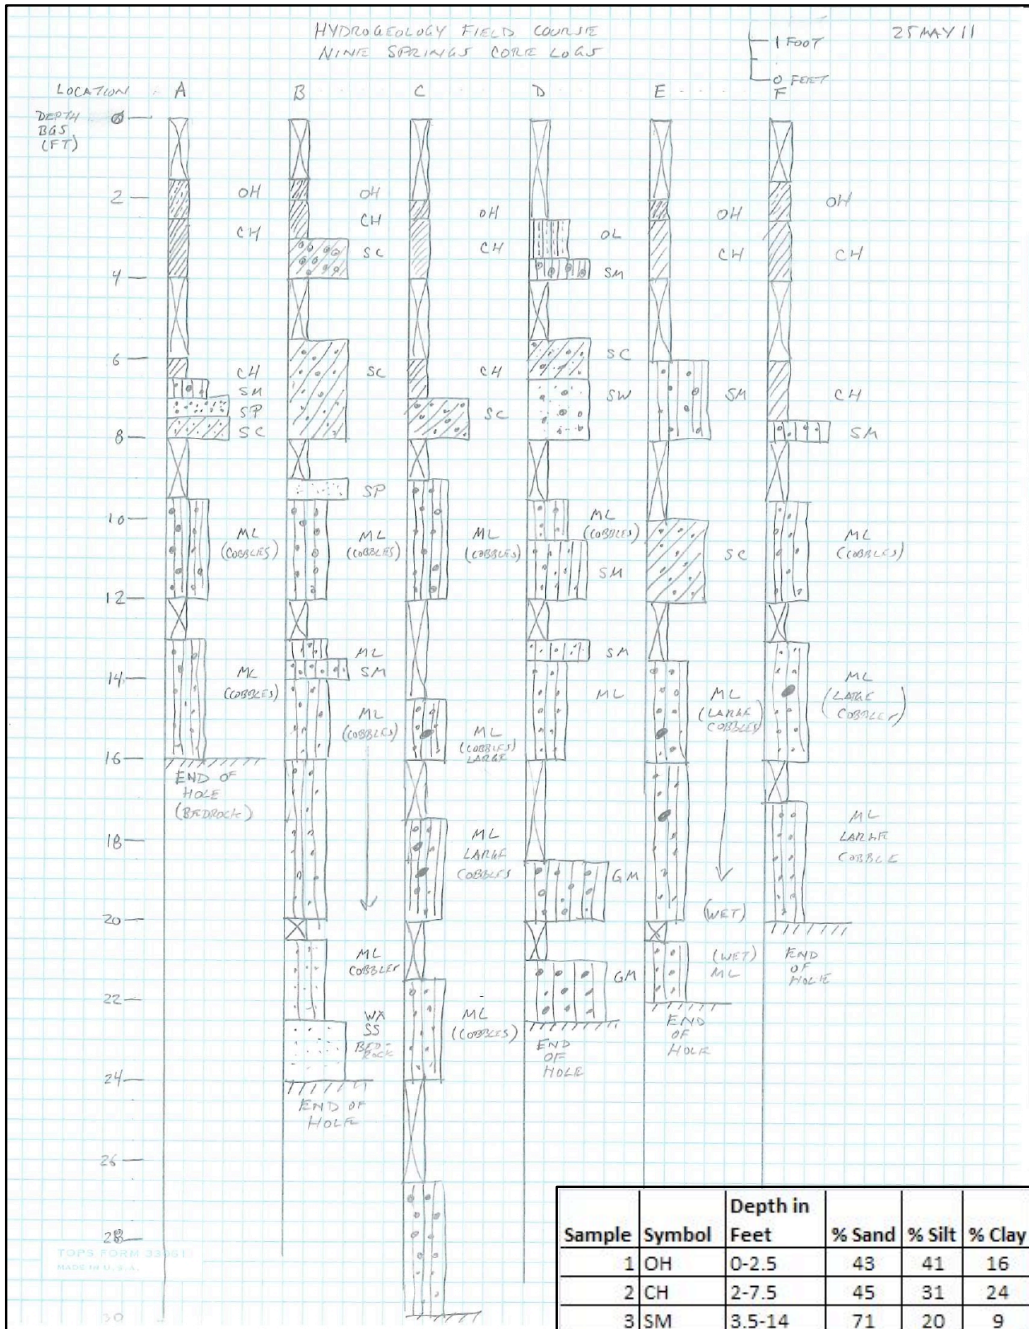 HYDROGEOLOGY FIELD COURSE
NINE SPRINGS CORE LOGS
25 MAY 11
1 FOOT
0 FEET
LOCATION A B C D E F
DEPTH
BGS
(FT)
0
2
4
6
8
10
12
14
16
18
20
22
24
26
28
30
OH
CH
CH
SM
SP
SC
ML
(COBBLES)
ML
(COBBLES)
END OF
HOLE
(BEDROCK)
OH
CH
SC
SC
SP
ML
(COBBLES)
ML
SM
ML
(COBBLES)
ML
COBBLES
WX
SS
BED-
ROCK
END OF
HOLE
OH
CH
CH
SC
ML
(COBBLES)
ML
(COBBLES)
LARGE
ML
LARGE
COBBLES
ML
(COBBLES)
OL
SM
SC
SW
ML
(COBBLES)
SM
SM
ML
GM
GM
END
OF
HOLE
OH
CH
SM
SC
ML
(LARGE
COBBLES)
(WET)
(WET)
ML
END
OF
HOLE
OH
CH
CH
SM
ML
(COBBLES)
ML
(LARGE
COBBLES)
ML
LARGE
COBBLE
END
OF
HOLE
TOPS FORM
MADE IN U.S.A.
Sample Symbol Depth in Feet % Sand % Silt % Clay
1 OH 0-2.5 43 41 16
2 CH 2-7.5 45 31 24
3 SM 3.5-14 71 20 9